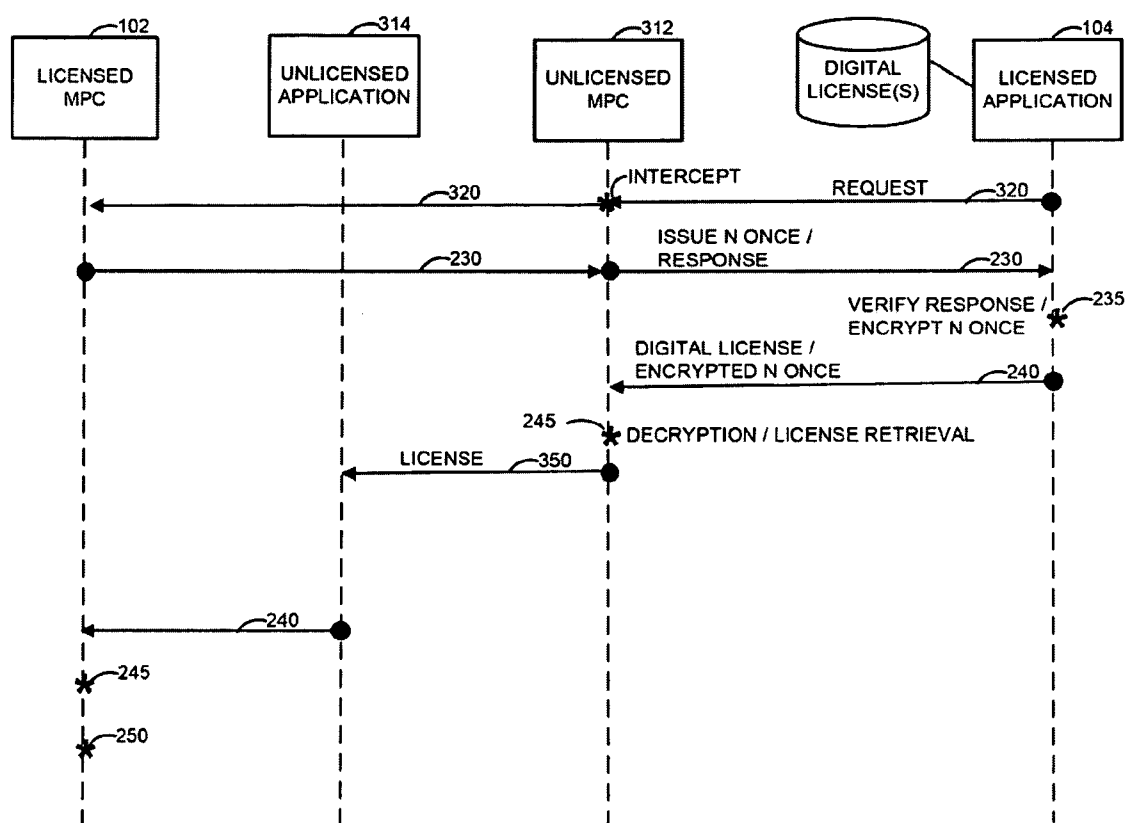 102
314
312
104
LICENSED
MPC
UNLICENSED
APPLICATION
UNLICENSED
MPC
DIGITAL
LICENSE(S)
LICENSED
APPLICATION
INTERCEPT
320
REQUEST
320
ISSUE N ONCE /
RESPONSE
230
230
VERIFY RESPONSE /
ENCRYPT N ONCE
235
DIGITAL LICENSE /
ENCRYPTED N ONCE
240
245
DECRYPTION / LICENSE RETRIEVAL
LICENSE
350
240
245
250